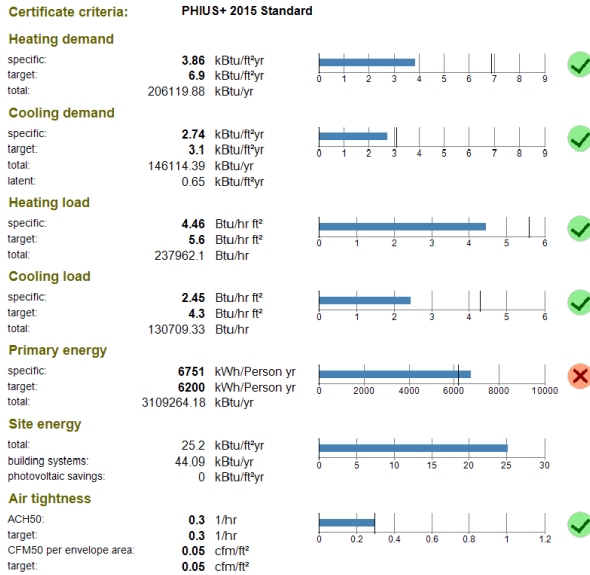 Certificate criteria: PHIUS+ 2015 Standard
Heating demand
specific: 3.86 kBtu/ft²yr
target: 6.9 kBtu/ft²yr
total: 206119.88 kBtu/yr
0 1 2 3 4 5 6 7 8 9
Cooling demand
specific: 2.74 kBtu/ft²yr
target: 3.1 kBtu/ft²yr
total: 146114.39 kBtu/yr
latent: 0.65 kBtu/ft²yr
0 1 2 3 4 5 6 7 8 9
Heating load
specific: 4.46 Btu/hr ft²
target: 5.6 Btu/hr ft²
total: 237962.1 Btu/hr
0 1 2 3 4 5 6
Cooling load
specific: 2.45 Btu/hr ft²
target: 4.3 Btu/hr ft²
total: 130709.33 Btu/hr
0 1 2 3 4 5 6
Primary energy
specific: 6751 kWh/Person yr
target: 6200 kWh/Person yr
total: 3109264.18 kBtu/yr
0 2000 4000 6000 8000 10000
Site energy
total: 25.2 kBtu/ft²yr
building systems: 44.09 kBtu/yr
photovoltaic savings: 0 kBtu/ft²yr
0 5 10 15 20 25 30
Air tightness
ACH50: 0.3 1/hr
target: 0.3 1/hr
CFM50 per envelope area: 0.05 cfm/ft²
target: 0.05 cfm/ft²
0 0.2 0.4 0.6 0.8 1 1.2